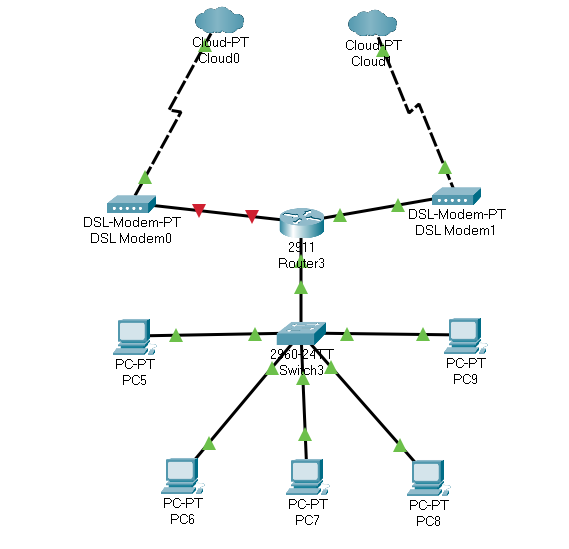 Cloud-PT
Cloud0
Cloud-PT
DSL-Modem-PT
DSL Modem0
DSL-Modem-PT
DSL Modem1
2911
Router3
2960-24TT
Switch3
PC-PT
PC5
PC-PT
PC9
PC-PT
PC6
PC-PT
PC7
PC-PT
PC8